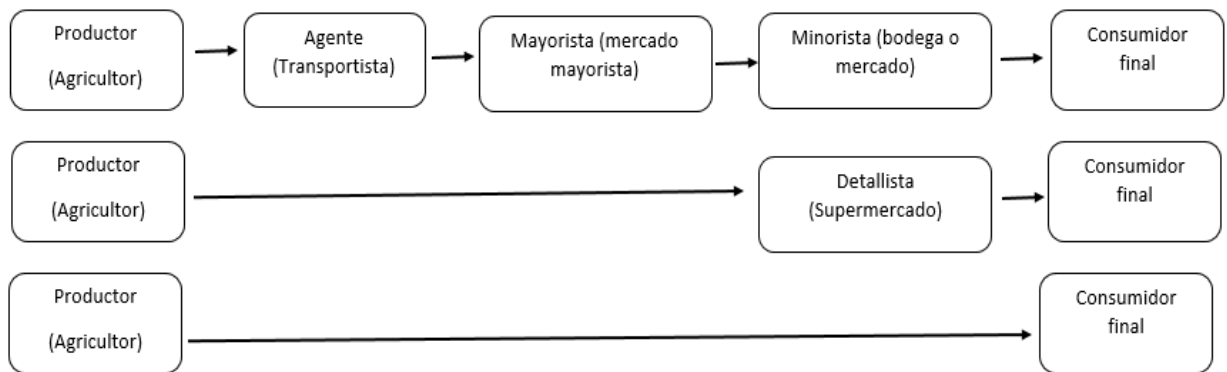 Productor
(Agricultor)
Agente
(Transportista)
Mayorista (mercado
mayorista)
Minorista (bodega o
mercado)
Consumidor
final
Productor
(Agricultor)
Detallista
(Supermercado)
Consumidor
final
Productor
(Agricultor)
Consumidor
final